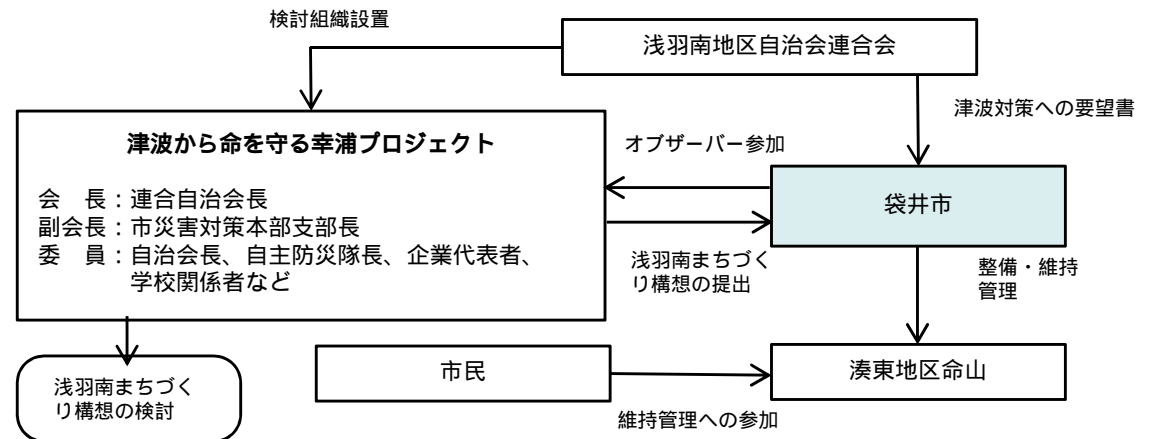 検討組織設置
浅羽南地区自治会連合会
津波対策への要望書
津波から命を守る幸浦プロジェクト
会　長：連合自治会長
副会長：市災害対策本部支部長
委　員：自治会長、自主防災隊長、企業代表者、
学校関係者など
オブザーバー参加
袋井市
浅羽南まちづく
り構想の提出
整備・維持
管理
浅羽南まちづく
り構想の検討
市民
湊東地区命山
維持管理への参加